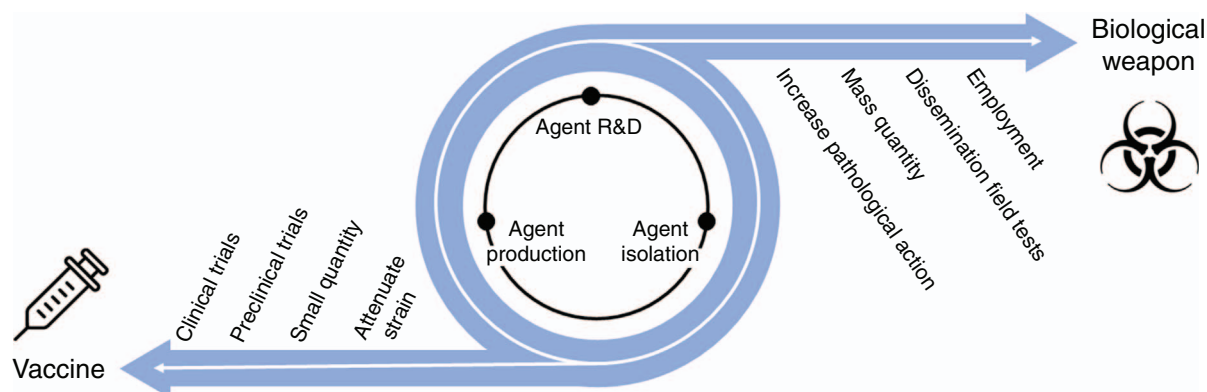 Biological
weapon
Increase pathological action
Mass quantity
Dissemination field tests
Employment
Agent R&D
Agent
production
Agent
isolation
Clinical trials
Preclinical trials
Small quantity
Attenuate
strain
Vaccine